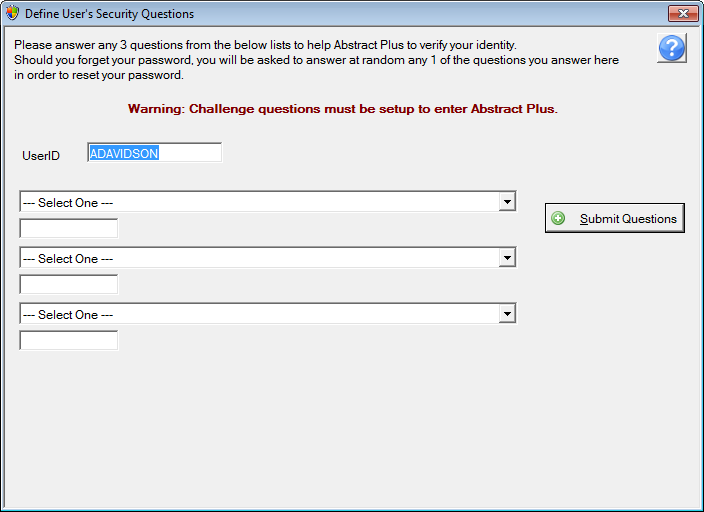 Define User's Security Questions
Please answer any 3 questions from the below lists to help Abstract Plus to verify your identity.
Should you forget your password, you will be asked to answer at random any 1 of the questions you answer here
in order to reset your password.
Warning: Challenge questions must be setup to enter Abstract Plus.
UserID ADAVIDSON
--- Select One ---
Submit Questions
--- Select One ---
--- Select One ---